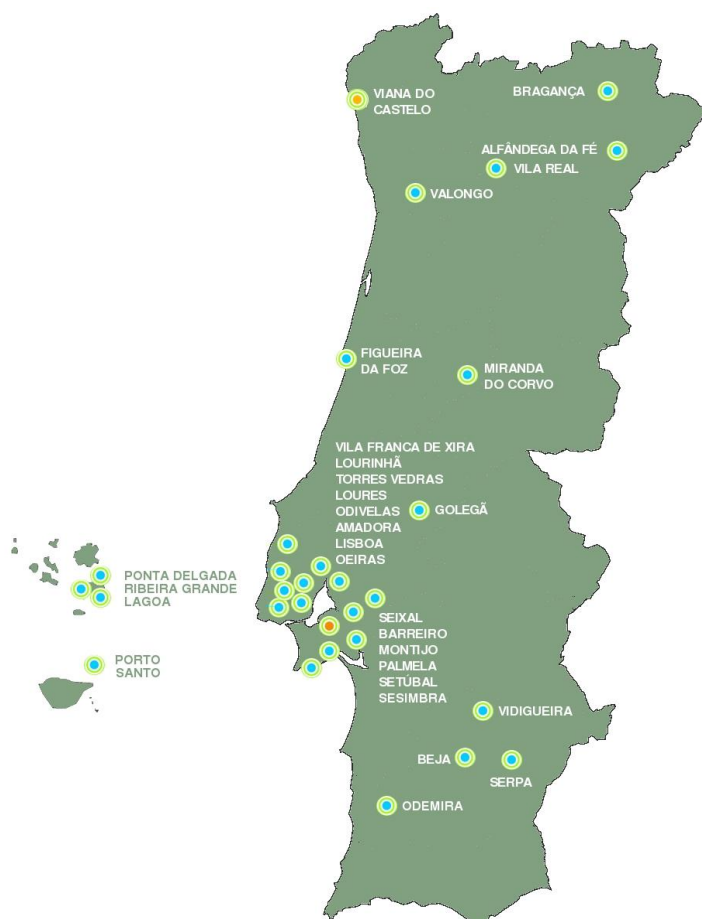 VIANA DO
CASTELO
BRAGANÇA
ALFÂNDEGA DA FÉ
VILA REAL
VALONGO
FIGUEIRA
DA FOZ
MIRANDA
DO CORVO
VILA FRANCA DE XIRA
LOURINHÃ
TORRES VEDRAS
LOURES
ODIVELAS
AMADORA
LISBOA
OEIRAS
GOLEGÃ
PONTA DELGADA
RIBEIRA GRANDE
LAGOA
SEIXAL
BARREIRO
MONTIJO
PALMELA
SETÚBAL
SESIMBRA
PORTO
SANTO
VIDIGUEIRA
BEJA
SERPA
ODEMIRA